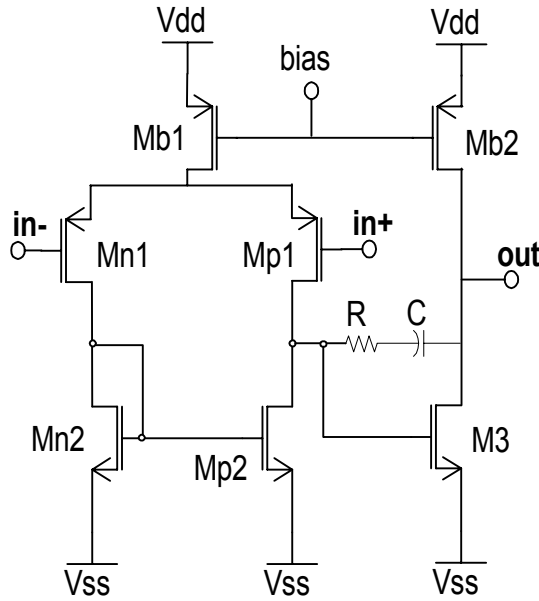 Vdd
Vdd
bias
Mb1
Mb2
in-
in+
Mn1
Mp1
out
R
C
Mn2
Mp2
M3
Vss
Vss
Vss